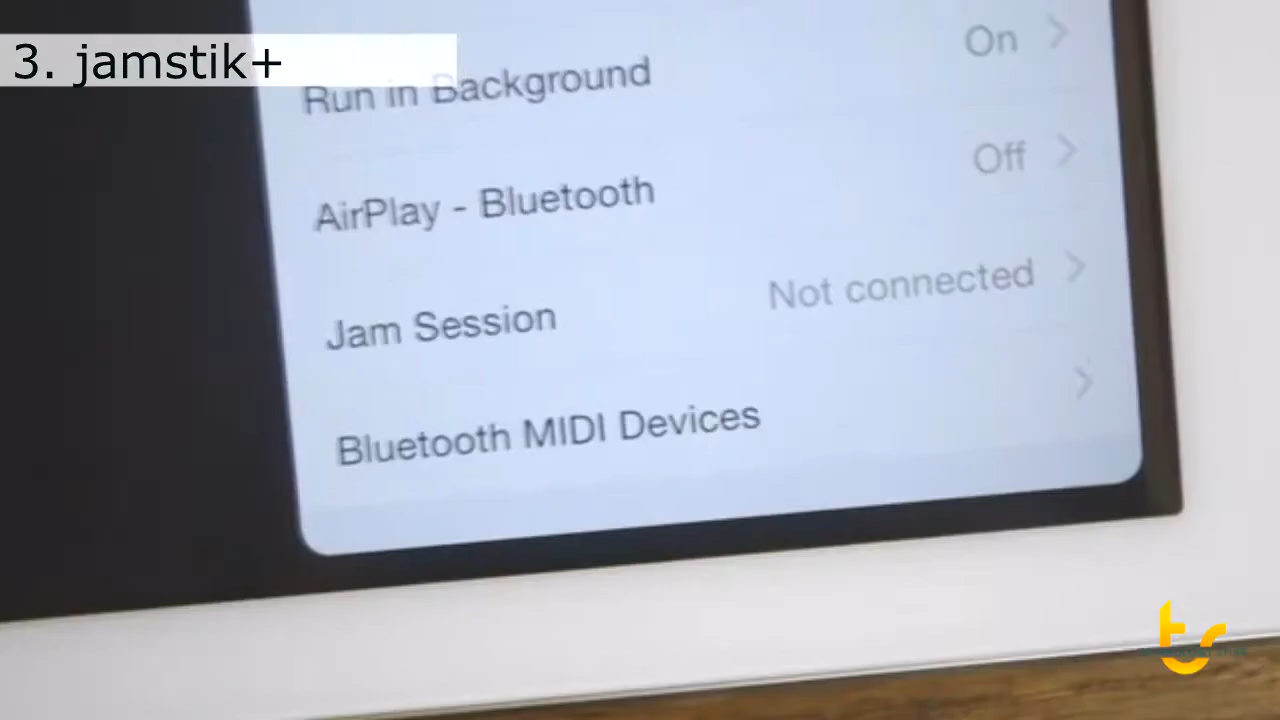 3. jamstik+
Run in Background On
AirPlay - Bluetooth Off
Jam Session Not connected
Bluetooth MIDI Devices